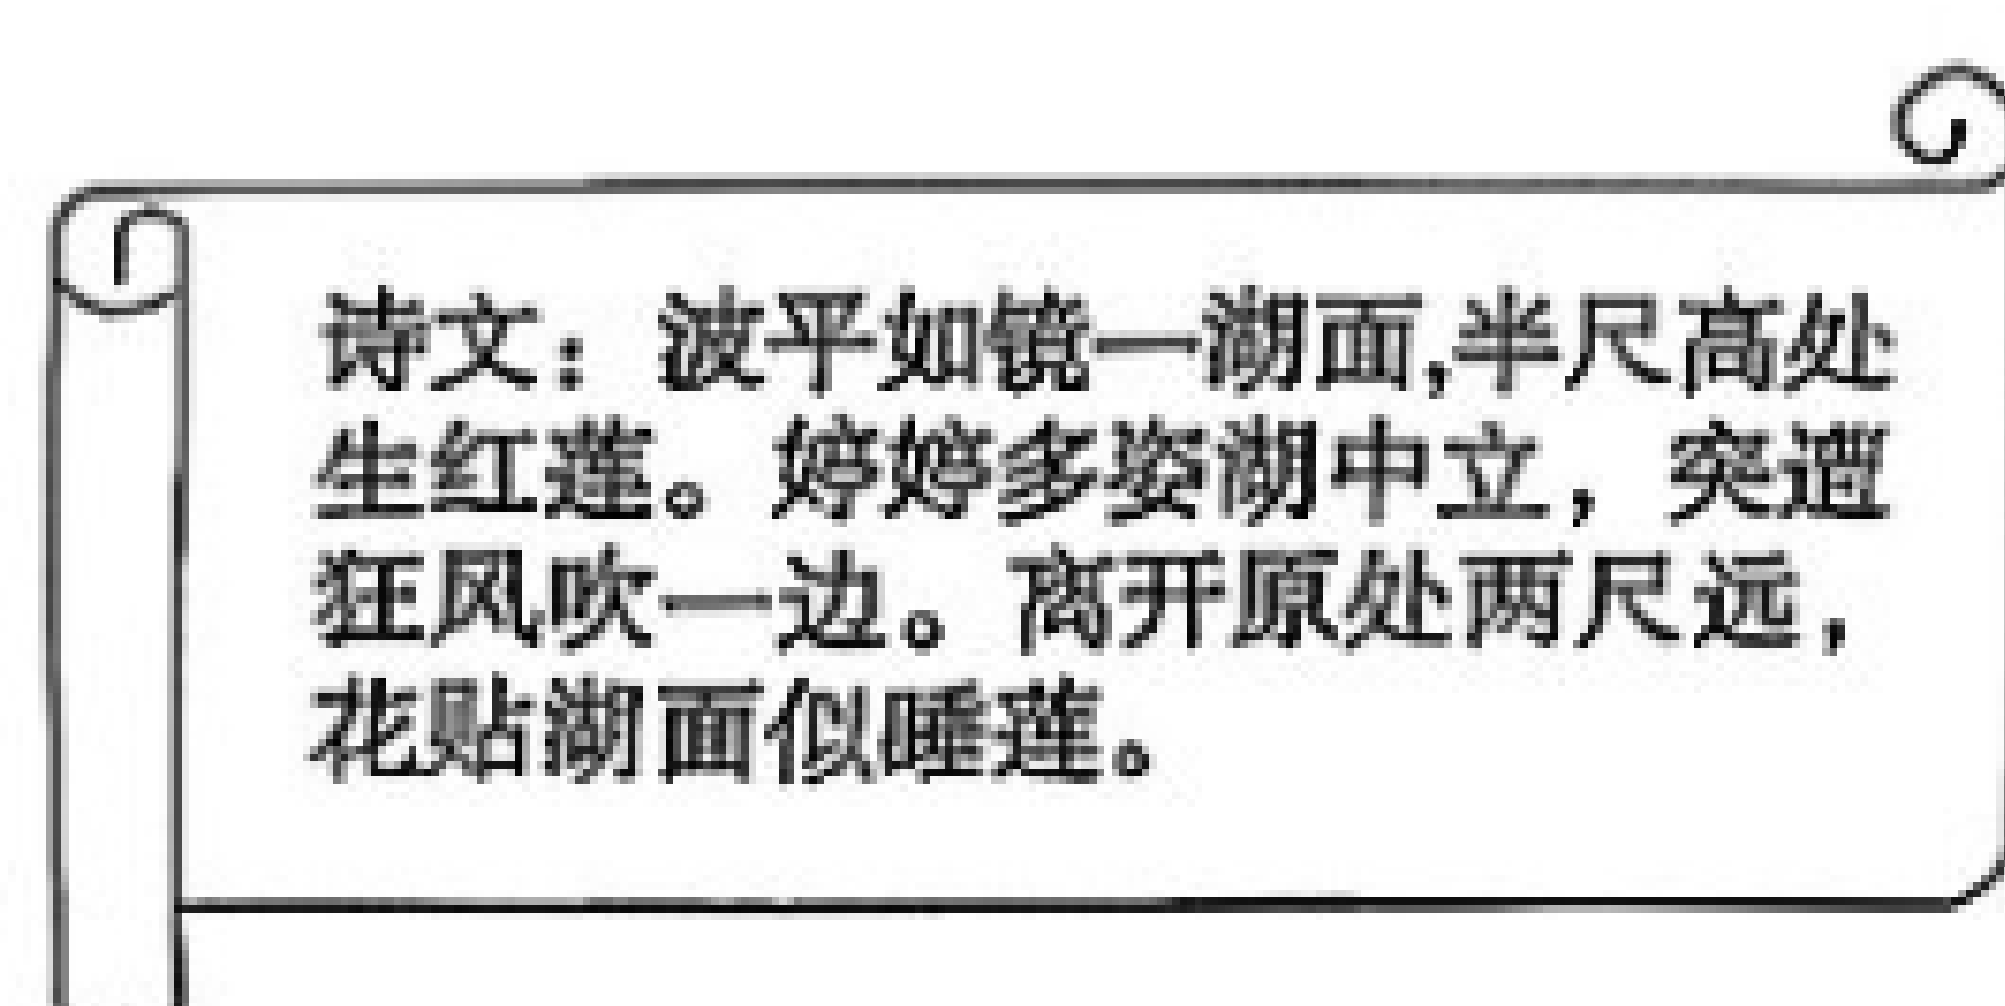 诗文：波平如镜一湖面,半尺高处
生红莲。婷婷多姿湖中立，突遭
狂风吹一边。离开原处两尺远，
花贴湖面似睡莲。